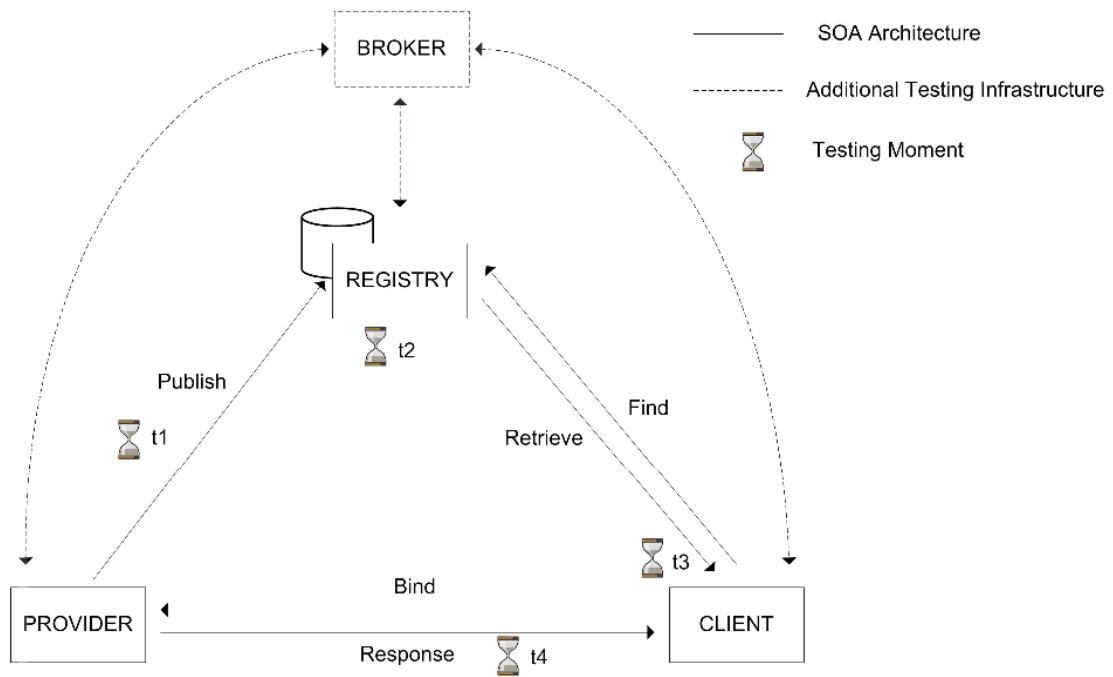 BROKER
SOA Architecture
Additional Testing Infrastructure
Testing Moment
REGISTRY
t2
Publish
t1
Find
Retrieve
t3
Bind
PROVIDER
CLIENT
Response
t4